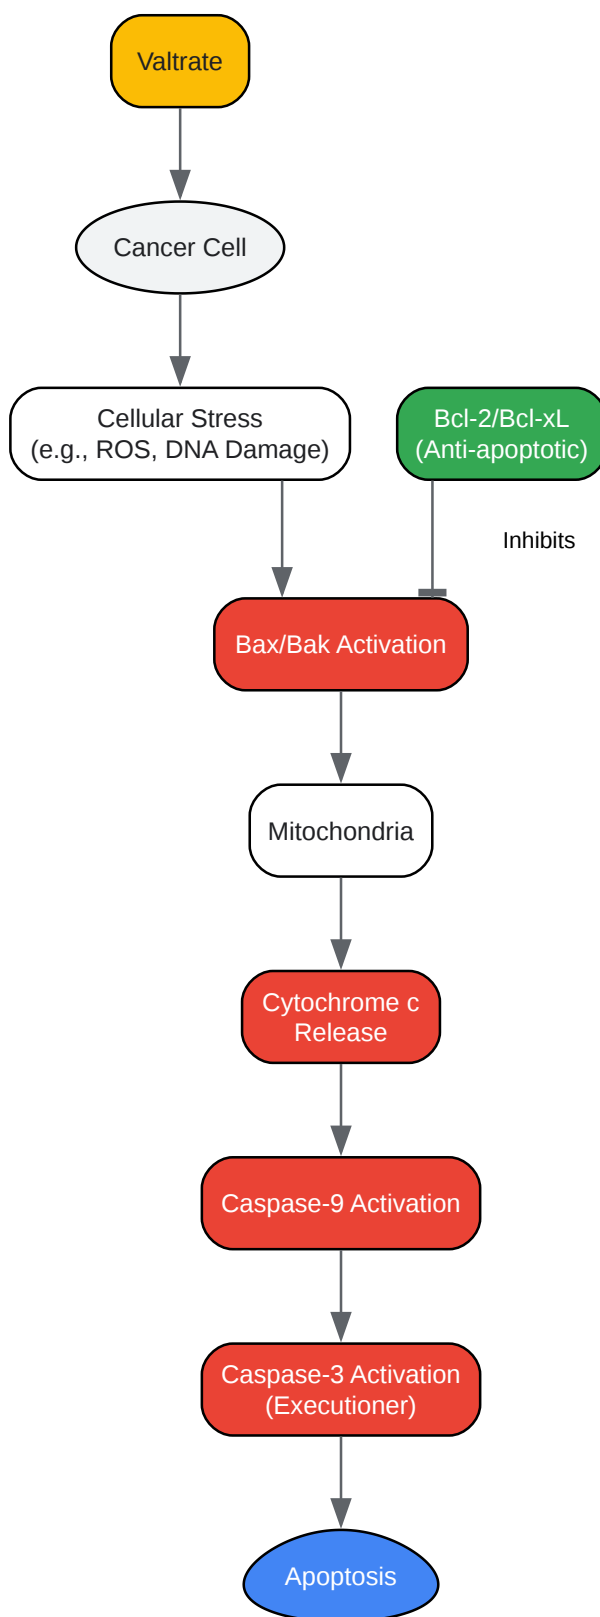 Valtrate
Cancer Cell
Cellular Stress
(e.g., ROS, DNA Damage)
Bcl-2/Bcl-xL
(Anti-apoptotic)
Inhibits
Bax/Bak Activation
Mitochondria
Cytochrome c
Release
Caspase-9 Activation
Caspase-3 Activation
(Executioner)
Apoptosis